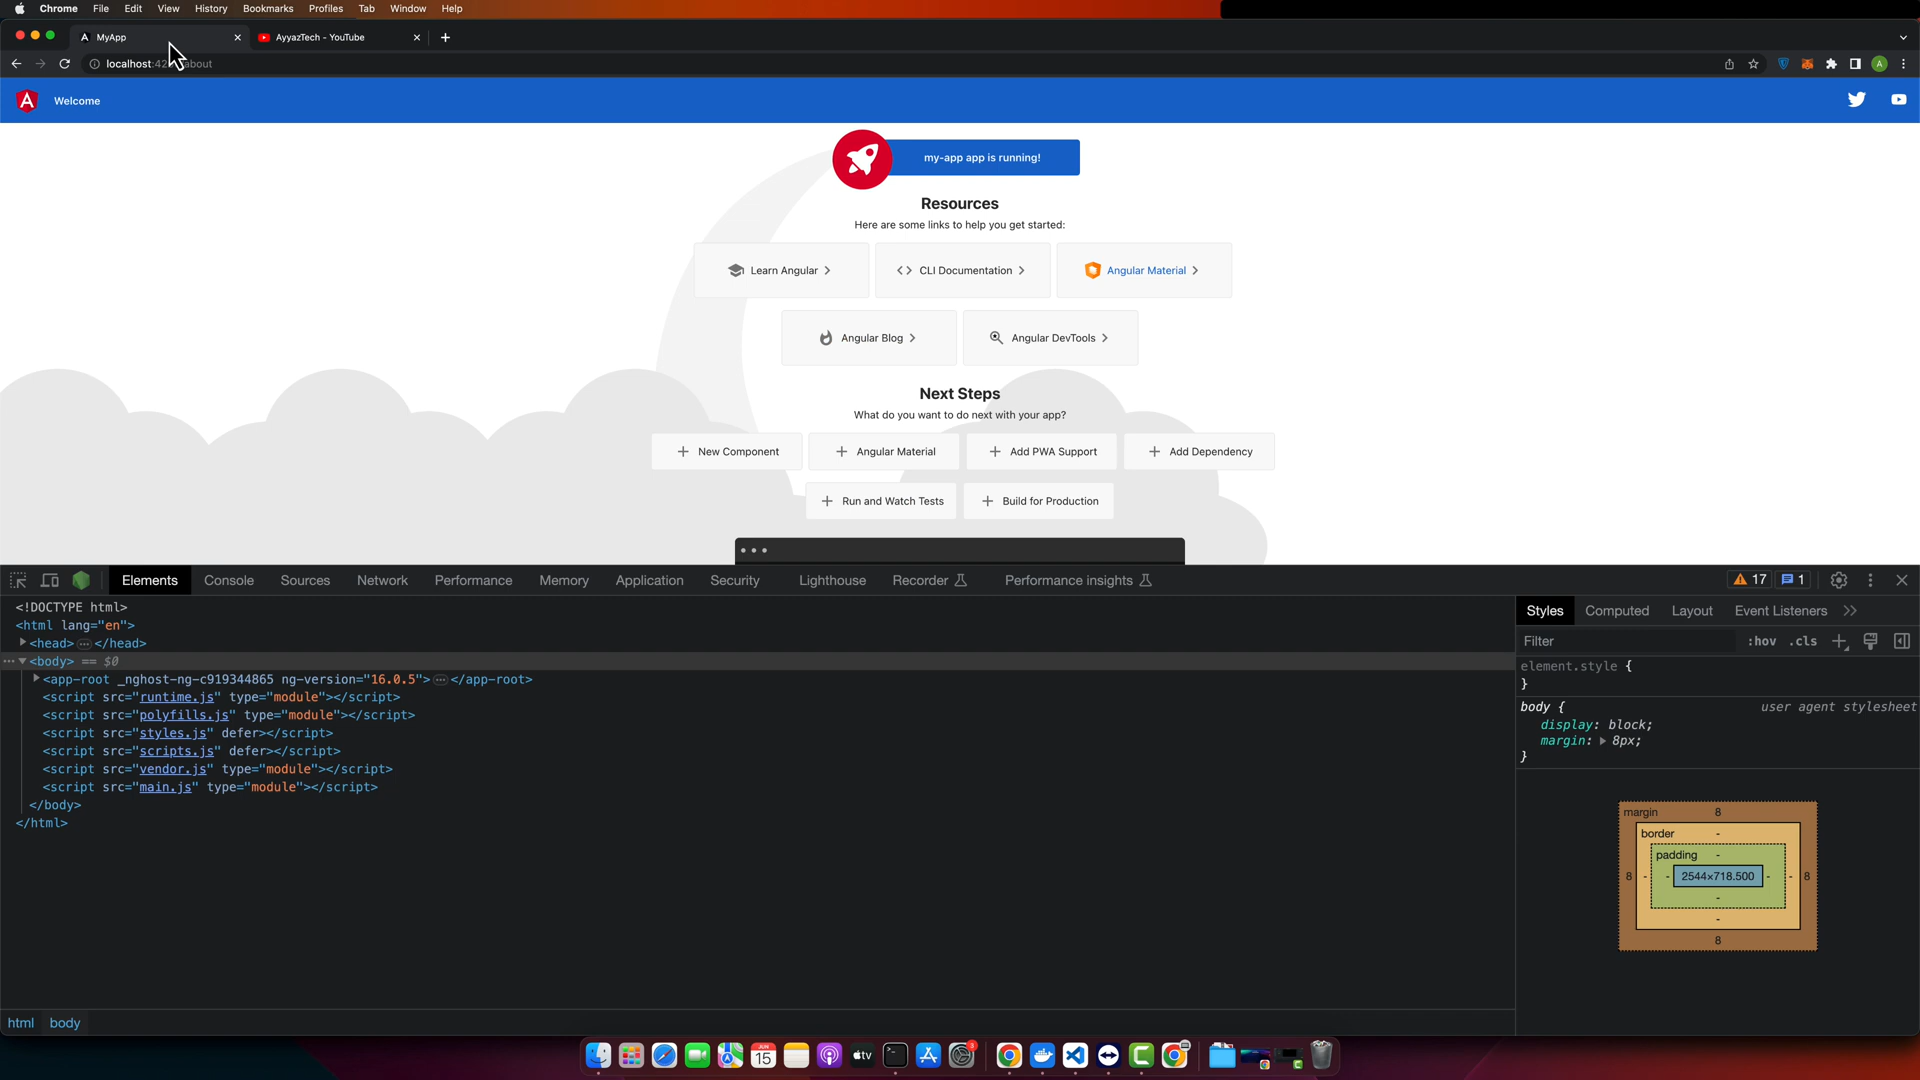 Chrome File Edit View History Bookmarks Profiles Tab Window Help
MyApp AyyazTech - YouTube
localhost:42 about
Welcome
my-app app is running!
Resources
Here are some links to help you get started:
Learn Angular CLI Documentation Angular Material
Angular Blog Angular DevTools
Next Steps
What do you want to do next with your app?
New Component Angular Material Add PWA Support Add Dependency
Run and Watch Tests Build for Production
Elements Console Sources Network Performance Memory Application Security Lighthouse Recorder Performance insights 17 1
<!DOCTYPE html>
<html lang="en">
<head> … </head>
… <body> == $0
<app-root _nghost-ng-c919344865 ng-version="16.0.5"> … </app-root>
<script src="runtime.js" type="module"></script>
<script src="polyfills.js" type="module"></script>
<script src="styles.js" defer></script>
<script src="scripts.js" defer></script>
<script src="vendor.js" type="module"></script>
<script src="main.js" type="module"></script>
</body>
</html>
html body
Styles Computed Layout Event Listeners
Filter :hov .cls
element.style {
}
body { user agent stylesheet
display: block;
margin: 8px;
}
margin 8
border -
padding -
8 - - 2544×718.500 - - 8
-
-
8
JUN
15
tv
3